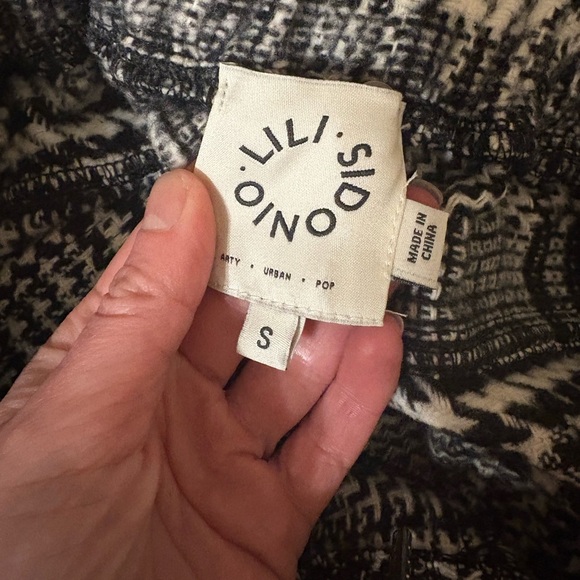 ·LILI·SIDONIO
ARTY · URBAN · POP
MADE IN
CHINA
S